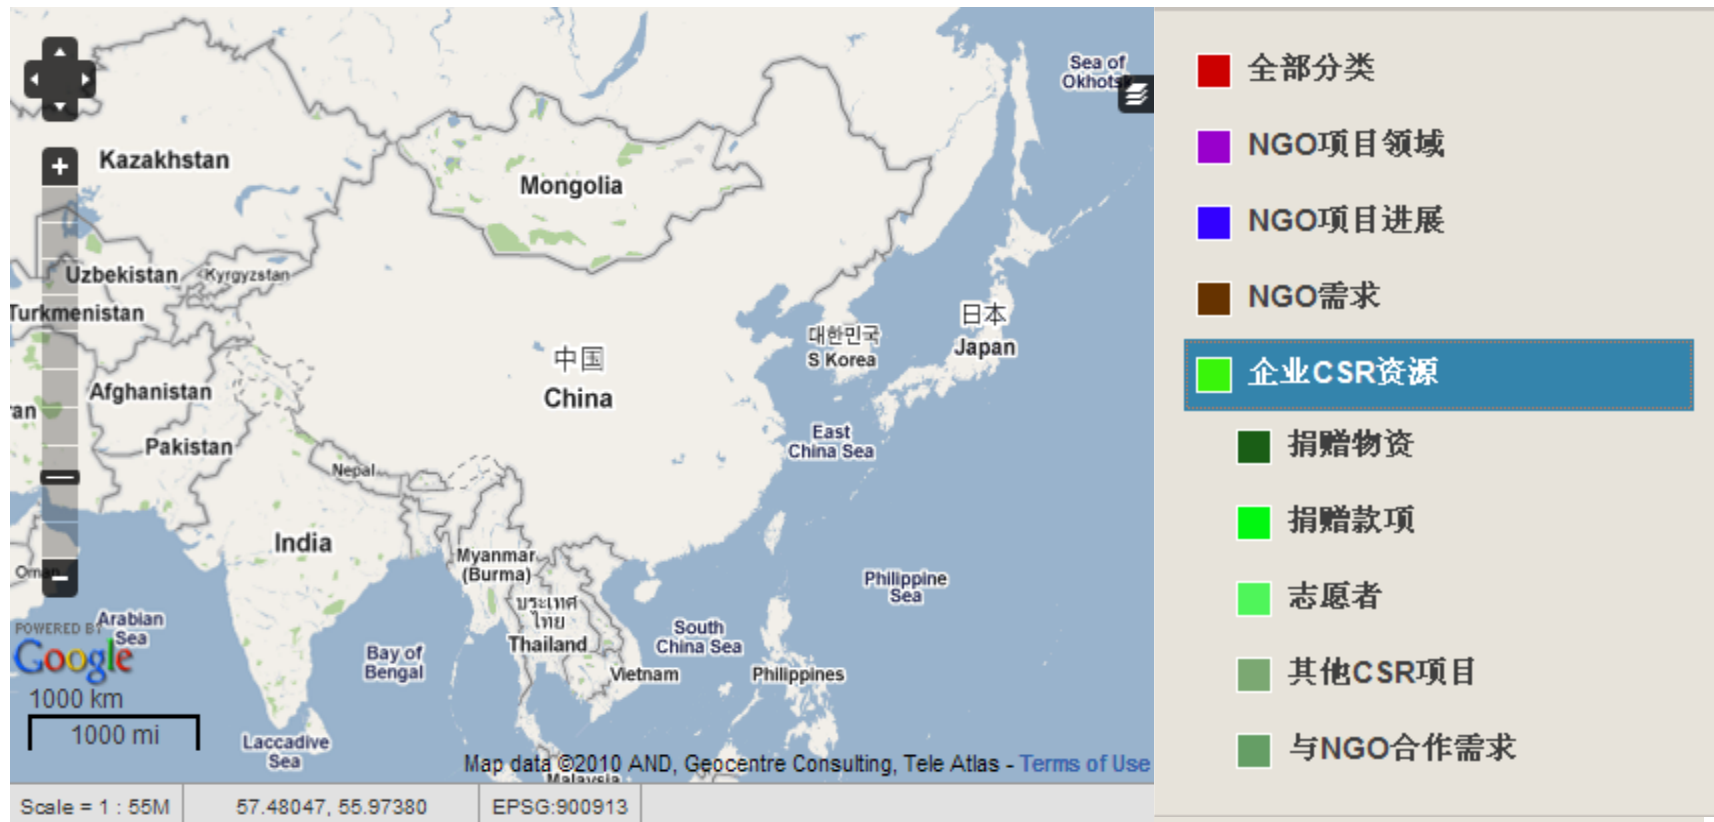 Sea of
Okhotsk
Kazakhstan
Mongolia
Uzbekistan
Kyrgyzstan
Turkmenistan
日本
Japan
대한민국
S Korea
中国
China
Afghanistan
Pakistan
East
China Sea
Nepal
India
Myanmar
(Burma)
Oman
ประเทศ
ไทย
Thailand
Philippine
Sea
Arabian
Sea
South
China Sea
Bay of
Bengal
Vietnam
Philippines
POWERED BY
Google
1000 km
1000 mi
Laccadive
Sea
Map data ©2010 AND, Geocentre Consulting, Tele Atlas - Terms of Use
Malaysia
Scale = 1 : 55M
57.48047, 55.97380
EPSG:900913
全部分类
NGO项目领域
NGO项目进展
NGO需求
企业CSR资源
捐赠物资
捐赠款项
志愿者
其他CSR项目
与NGO合作需求